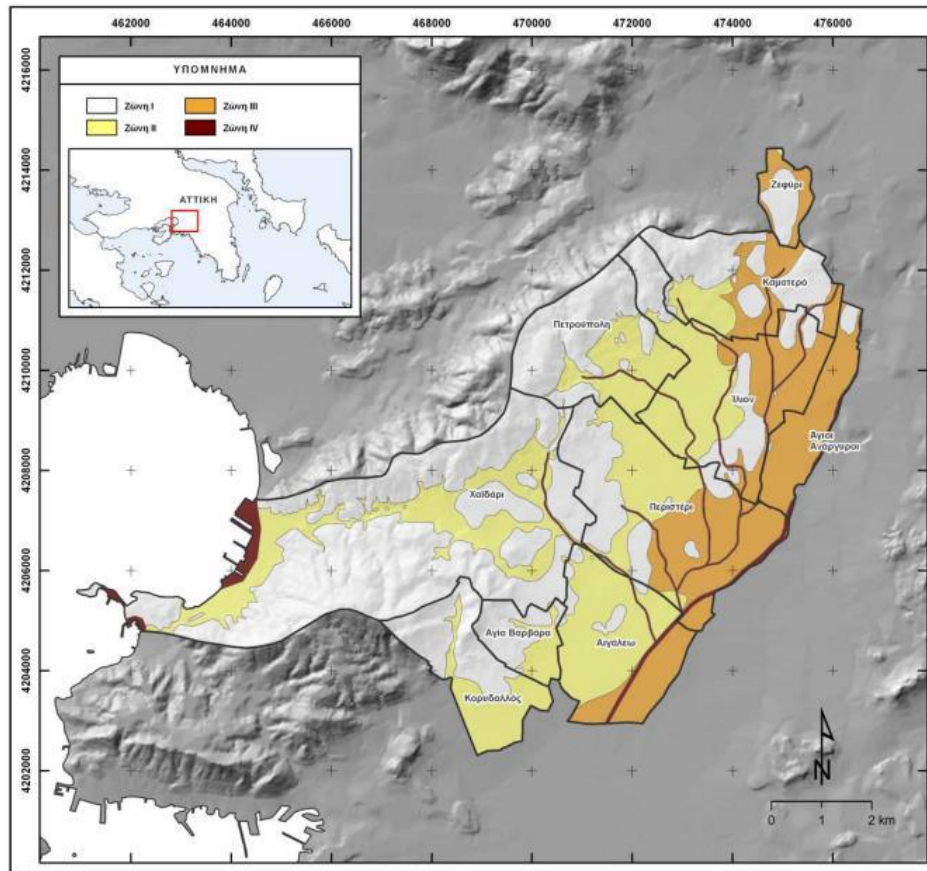 462000 464000 466000 468000 470000 472000 474000 476000
4216000
4214000
4212000
4210000
4208000
4206000
4204000
4202000
ΥΠΟΜΝΗΜΑ
Ζώνη I
Ζώνη III
Ζώνη II
Ζώνη IV
ΑΤΤΙΚΗ
Ζεφύρι
Καματερό
Πετρούπολη
Ίλιον
Άγιοι
Ανάργυροι
Χαϊδάρι
Περιστέρι
Αγία Βαρβάρα
Αιγάλεω
Κορυδαλλός
N
0 1 2 km